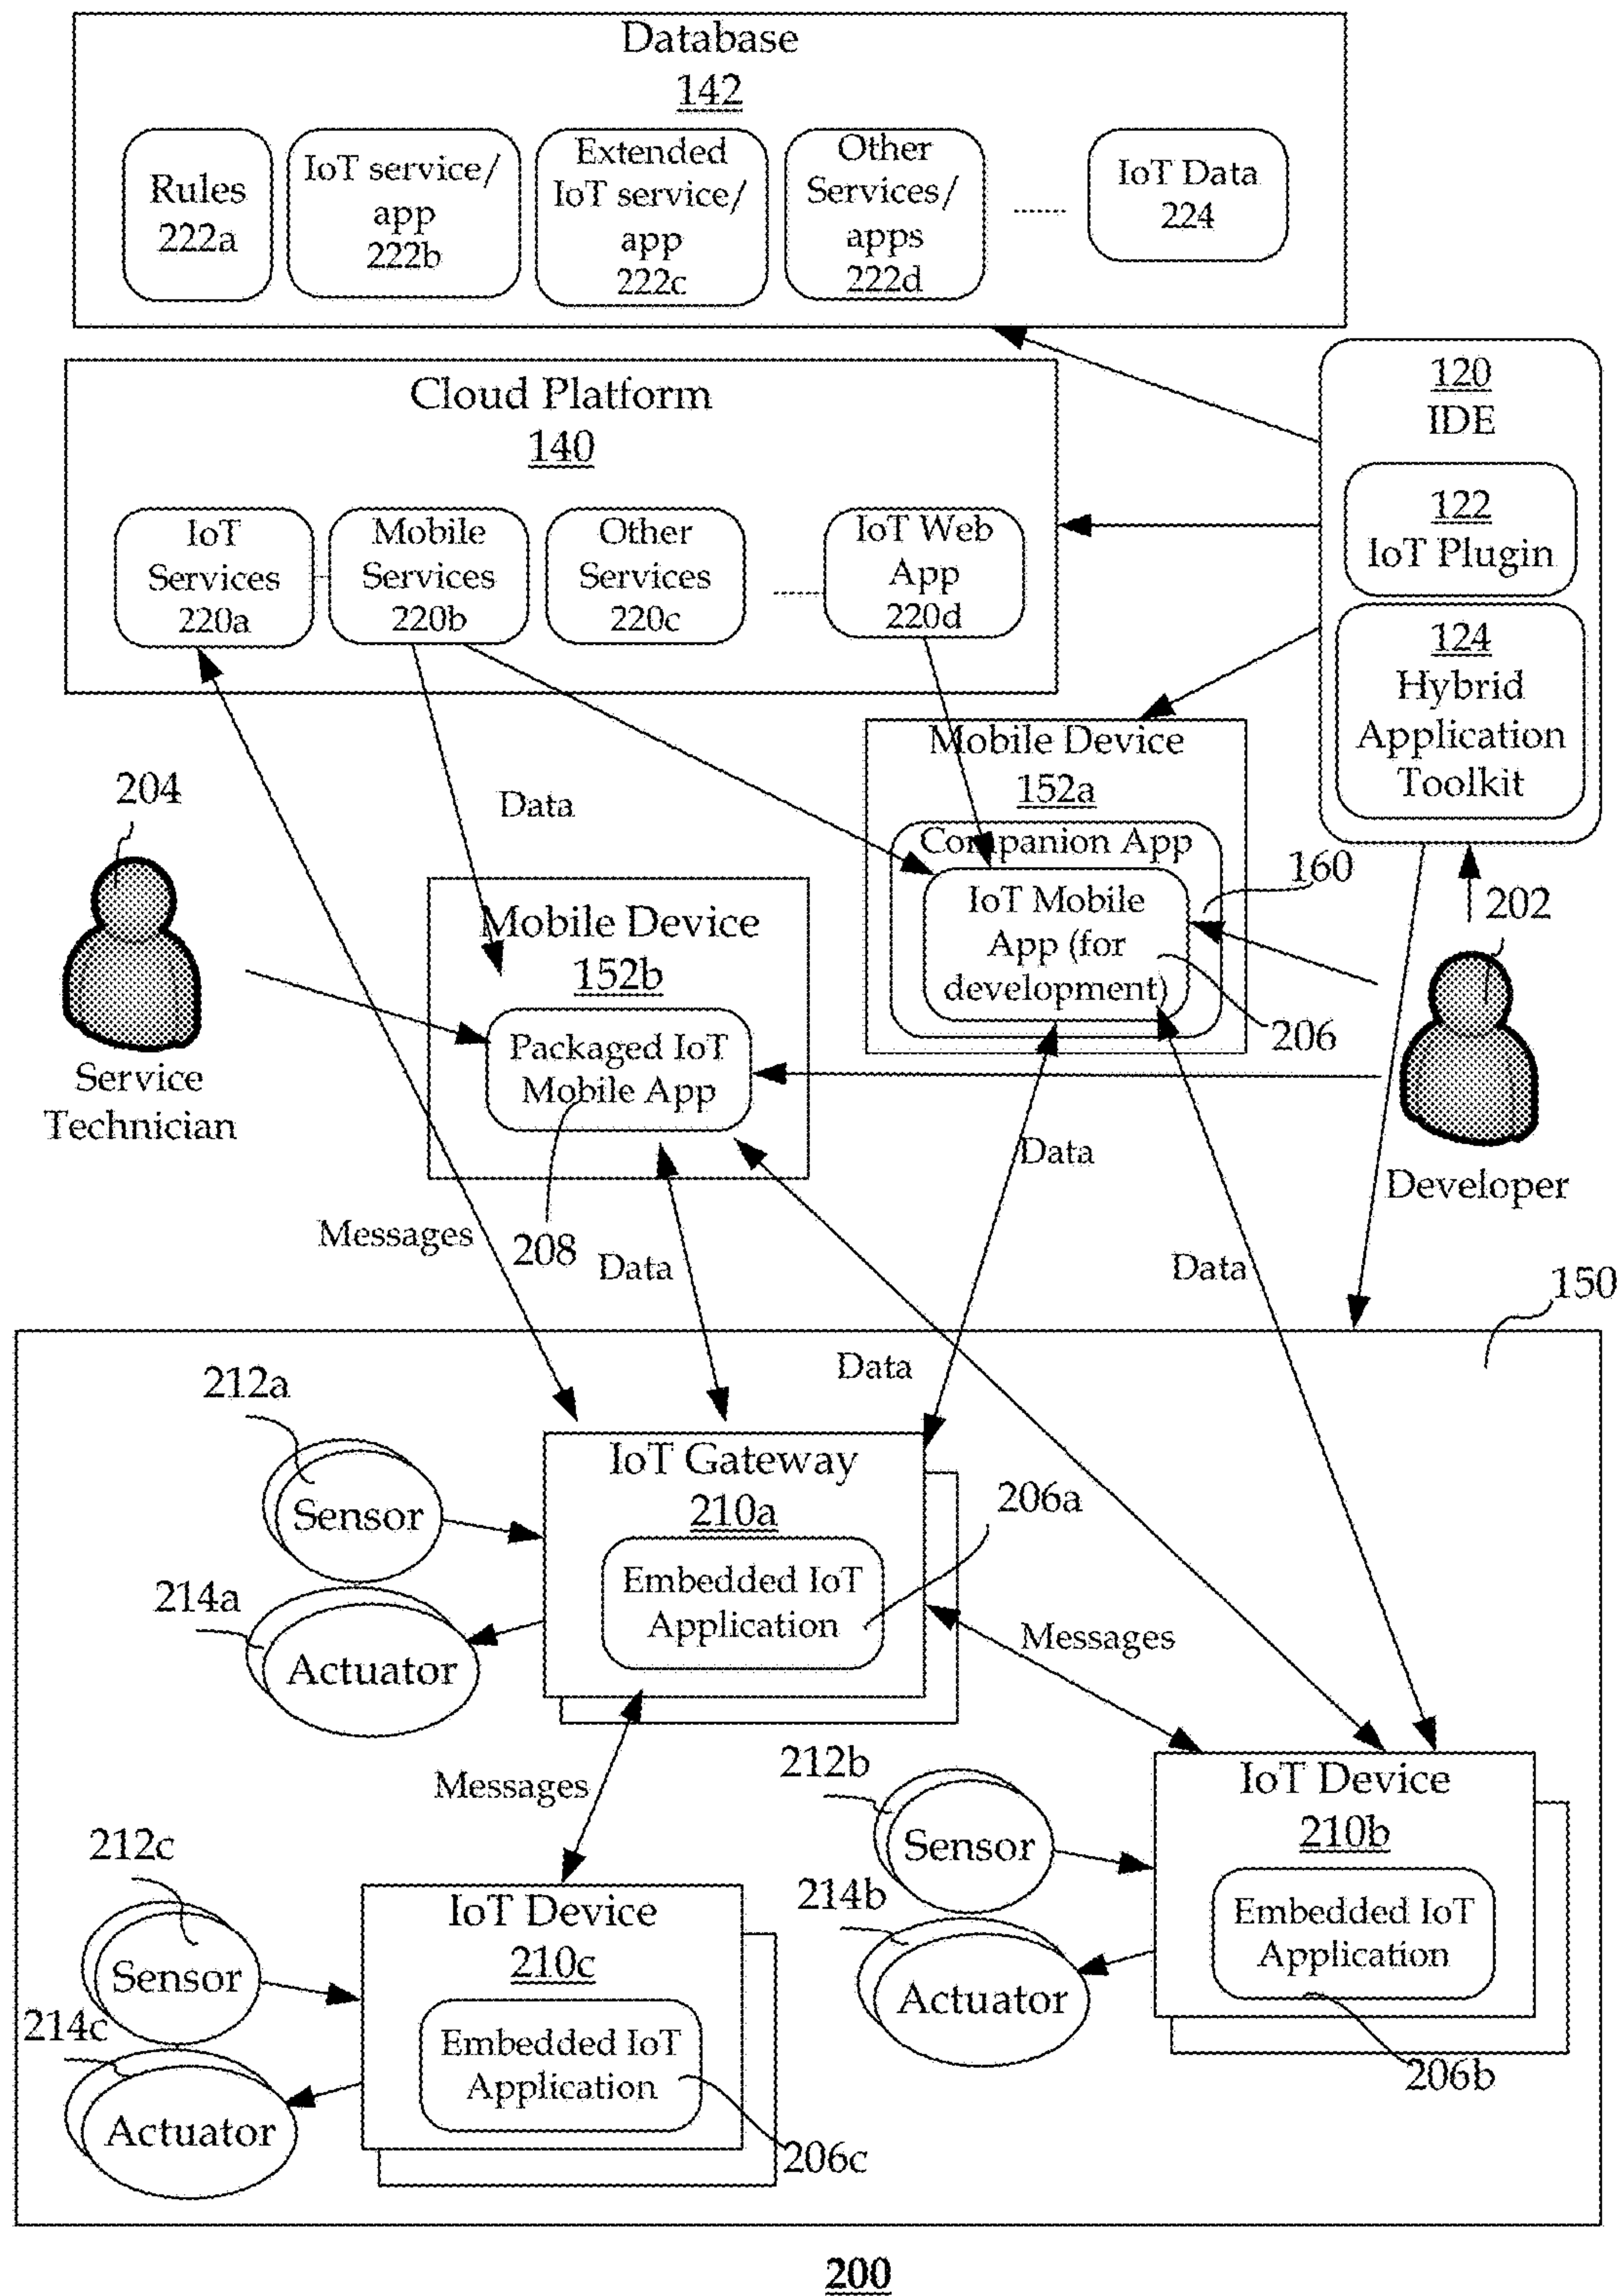 Database
142
Rules
222a
IoT service/
app
222b
Extended
IoT service/
app
222c
Other
Services/
apps
222d
........
IoT Data
224
Cloud Platform
140
IoT
Services
220a
Mobile
Services
220b
Other
Services
220c
........
IoT Web
App
220d
120
IDE
122
IoT Plugin
124
Hybrid
Application
Toolkit
204
Service
Technician
Data
Mobile Device
152a
Companion App
IoT Mobile
App (for
development)
160
206
202
Developer
Mobile Device
152b
Packaged IoT
Mobile App
208
Messages
Data
Data
Data
Data
150
212a
Sensor
214a
Actuator
IoT Gateway
210a
Embedded IoT
Application
206a
Messages
Messages
212b
Sensor
214b
Actuator
IoT Device
210b
Embedded IoT
Application
206b
212c
Sensor
214c
Actuator
IoT Device
210c
Embedded IoT
Application
206c
200